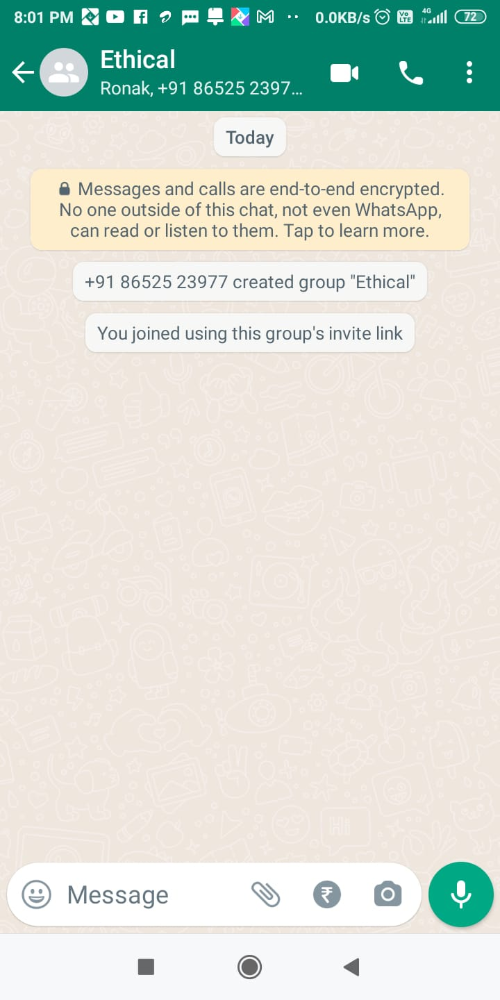 8:01 PM 0.0KB/s Vo LTE 4G 72
Ethical
Ronak, +91 86525 2397...
Today
Messages and calls are end-to-end encrypted.
No one outside of this chat, not even WhatsApp,
can read or listen to them. Tap to learn more.
+91 86525 23977 created group "Ethical"
You joined using this group's invite link
Hi
Message ₹